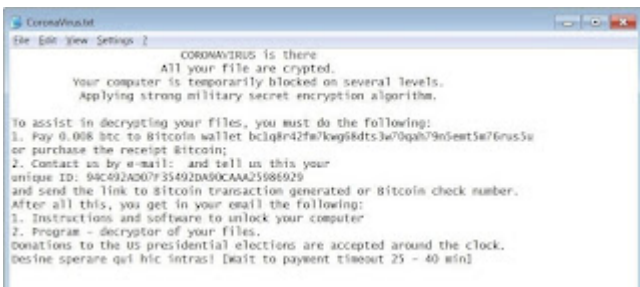 CoronaVirus.txt
File Edit View Settings ?
CORONAVIRUS is there
All your file are crypted.
Your computer is temporarily blocked on several levels.
Applying strong military secret encryption algorithm.
To assist in decrypting your files, you must do the following:
1. Pay 0.008 btc to Bitcoin wallet
or purchase the receipt Bitcoin;
2. Contact us by e-mail: and tell us this your
unique ID:
and send the link to Bitcoin transaction generated or Bitcoin check number.
After all this, you get in your email the following:
1. Instructions and software to unlock your computer
2. Program - decryptor of your files.
Donations to the US presidential elections are accepted around the clock.
Desine sperare qui hic intras! [Wait to payment timeout 25 - 40 min]